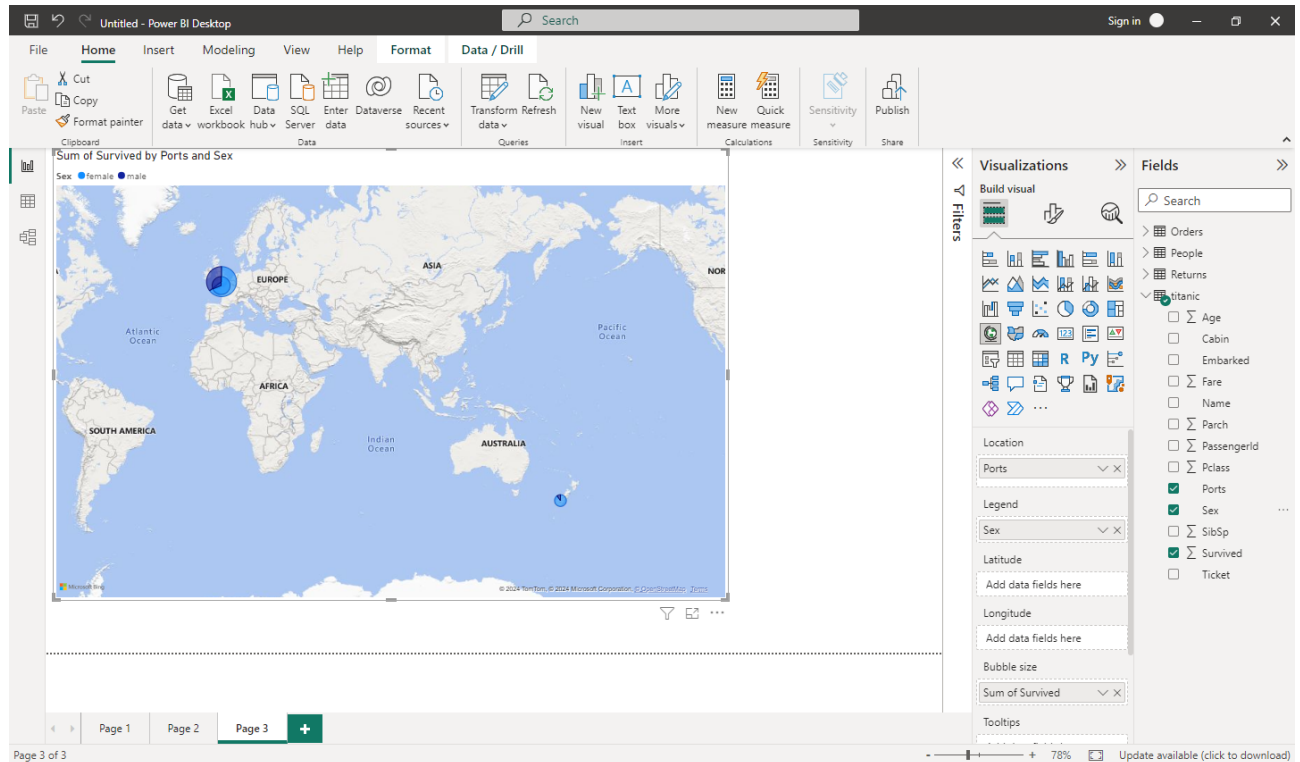 Untitled - Power BI Desktop
Search
Sign in
File Home Insert Modeling View Help Format Data / Drill
Paste
Cut
Copy
Format painter
Clipboard
Get data
Excel workbook
Data hub
SQL Server
Enter data
Dataverse
Recent sources
Data
Transform data
Refresh
Queries
New visual
Text box
More visuals
Insert
New measure
Quick measure
Calculations
Sensitivity
Sensitivity
Publish
Share
Sum of Survived by Ports and Sex
Sex female male
NOR
ASIA
EUROPE
Atlantic
Ocean
Pacific
Ocean
AFRICA
SOUTH AMERICA
Indian
Ocean
AUSTRALIA
Microsoft Bing
© 2024 TomTom, © 2024 Microsoft Corporation, © OpenStreetMap Terms
Filters
Visualizations
Build visual
123
R
Py
Location
Ports
Legend
Sex
Latitude
Add data fields here
Longitude
Add data fields here
Bubble size
Sum of Survived
Tooltips
Fields
Search
Orders
People
Returns
titanic
Age
Cabin
Embarked
Fare
Name
Parch
PassengerId
Pclass
Ports
Sex
SibSp
Survived
Ticket
Page 1 Page 2 Page 3
Page 3 of 3
78%
Update available (click to download)